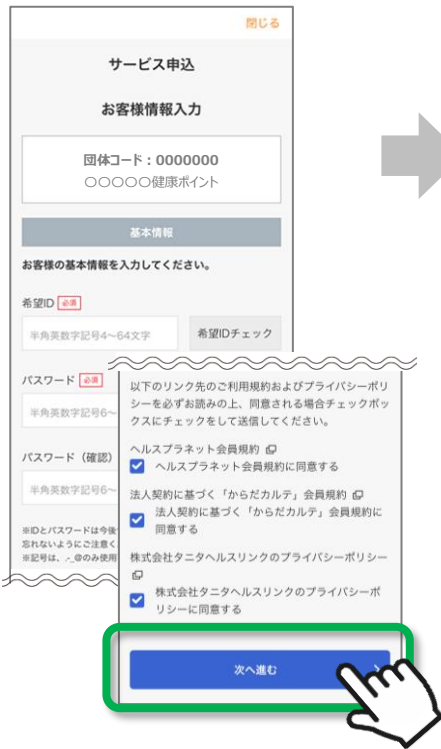 閉じる
サービス申込
お客様情報入力
団体コード：0000000
〇〇〇〇〇健康ポイント
基本情報
お客様の基本情報を入力してください。
希望ID 必須
半角英数字記号4～64文字
希望IDチェック
パスワード 必須
半角英数字記号6～
パスワード（確認）
半角英数字記号6～
※IDとパスワードは今後
忘れないようにご注意く
※記号は、.-_@のみ使用
以下のリンク先のご利用規約およびプライバシーポリ
シーを必ずお読みの上、同意される場合チェックボッ
クスにチェックをして送信してください。
ヘルスプラネット会員規約
ヘルスプラネット会員規約に同意する
法人契約に基づく「からだカルテ」会員規約
法人契約に基づく「からだカルテ」会員規約に
同意する
株式会社タニタヘルスリンクのプライバシーポリシー
株式会社タニタヘルスリンクのプライバシーポ
リシーに同意する
次へ進む